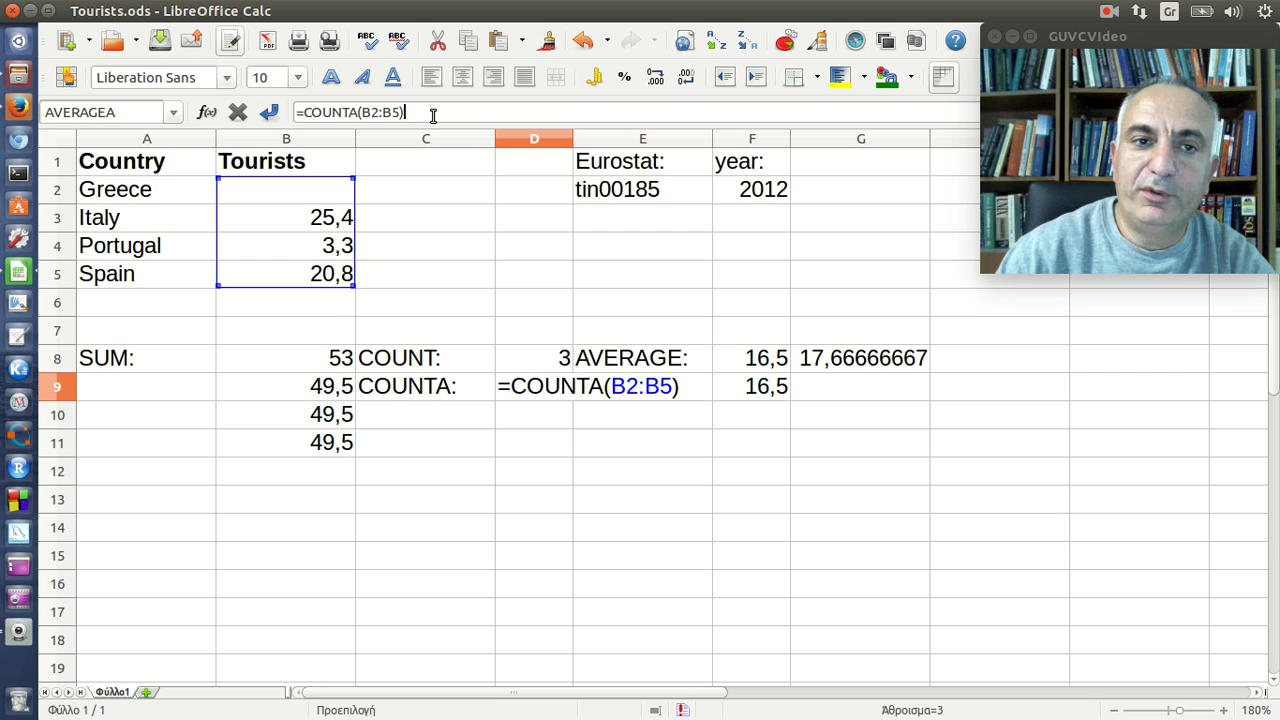 Tourists.ods - LibreOffice Calc
Gr
GUVCVIdeo
Liberation Sans
10
AVERAGEA
=COUNTA(B2:B5)
A B C D E F G
1 Country Tourists Eurostat: year:
2 Greece tin00185 2012
3 Italy 25,4
4 Portugal 3,3
5 Spain 20,8
6
7
8 SUM: 53 COUNT: 3 AVERAGE: 16,5 17,66666667
9 49,5 COUNTA: =COUNTA(B2:B5) 16,5
10 49,5
11 49,5
12
13
14
15
16
17
18
19
Φύλλο1
Φύλλο 1 / 1 Προεπιλογή Άθροισμα=3 180%